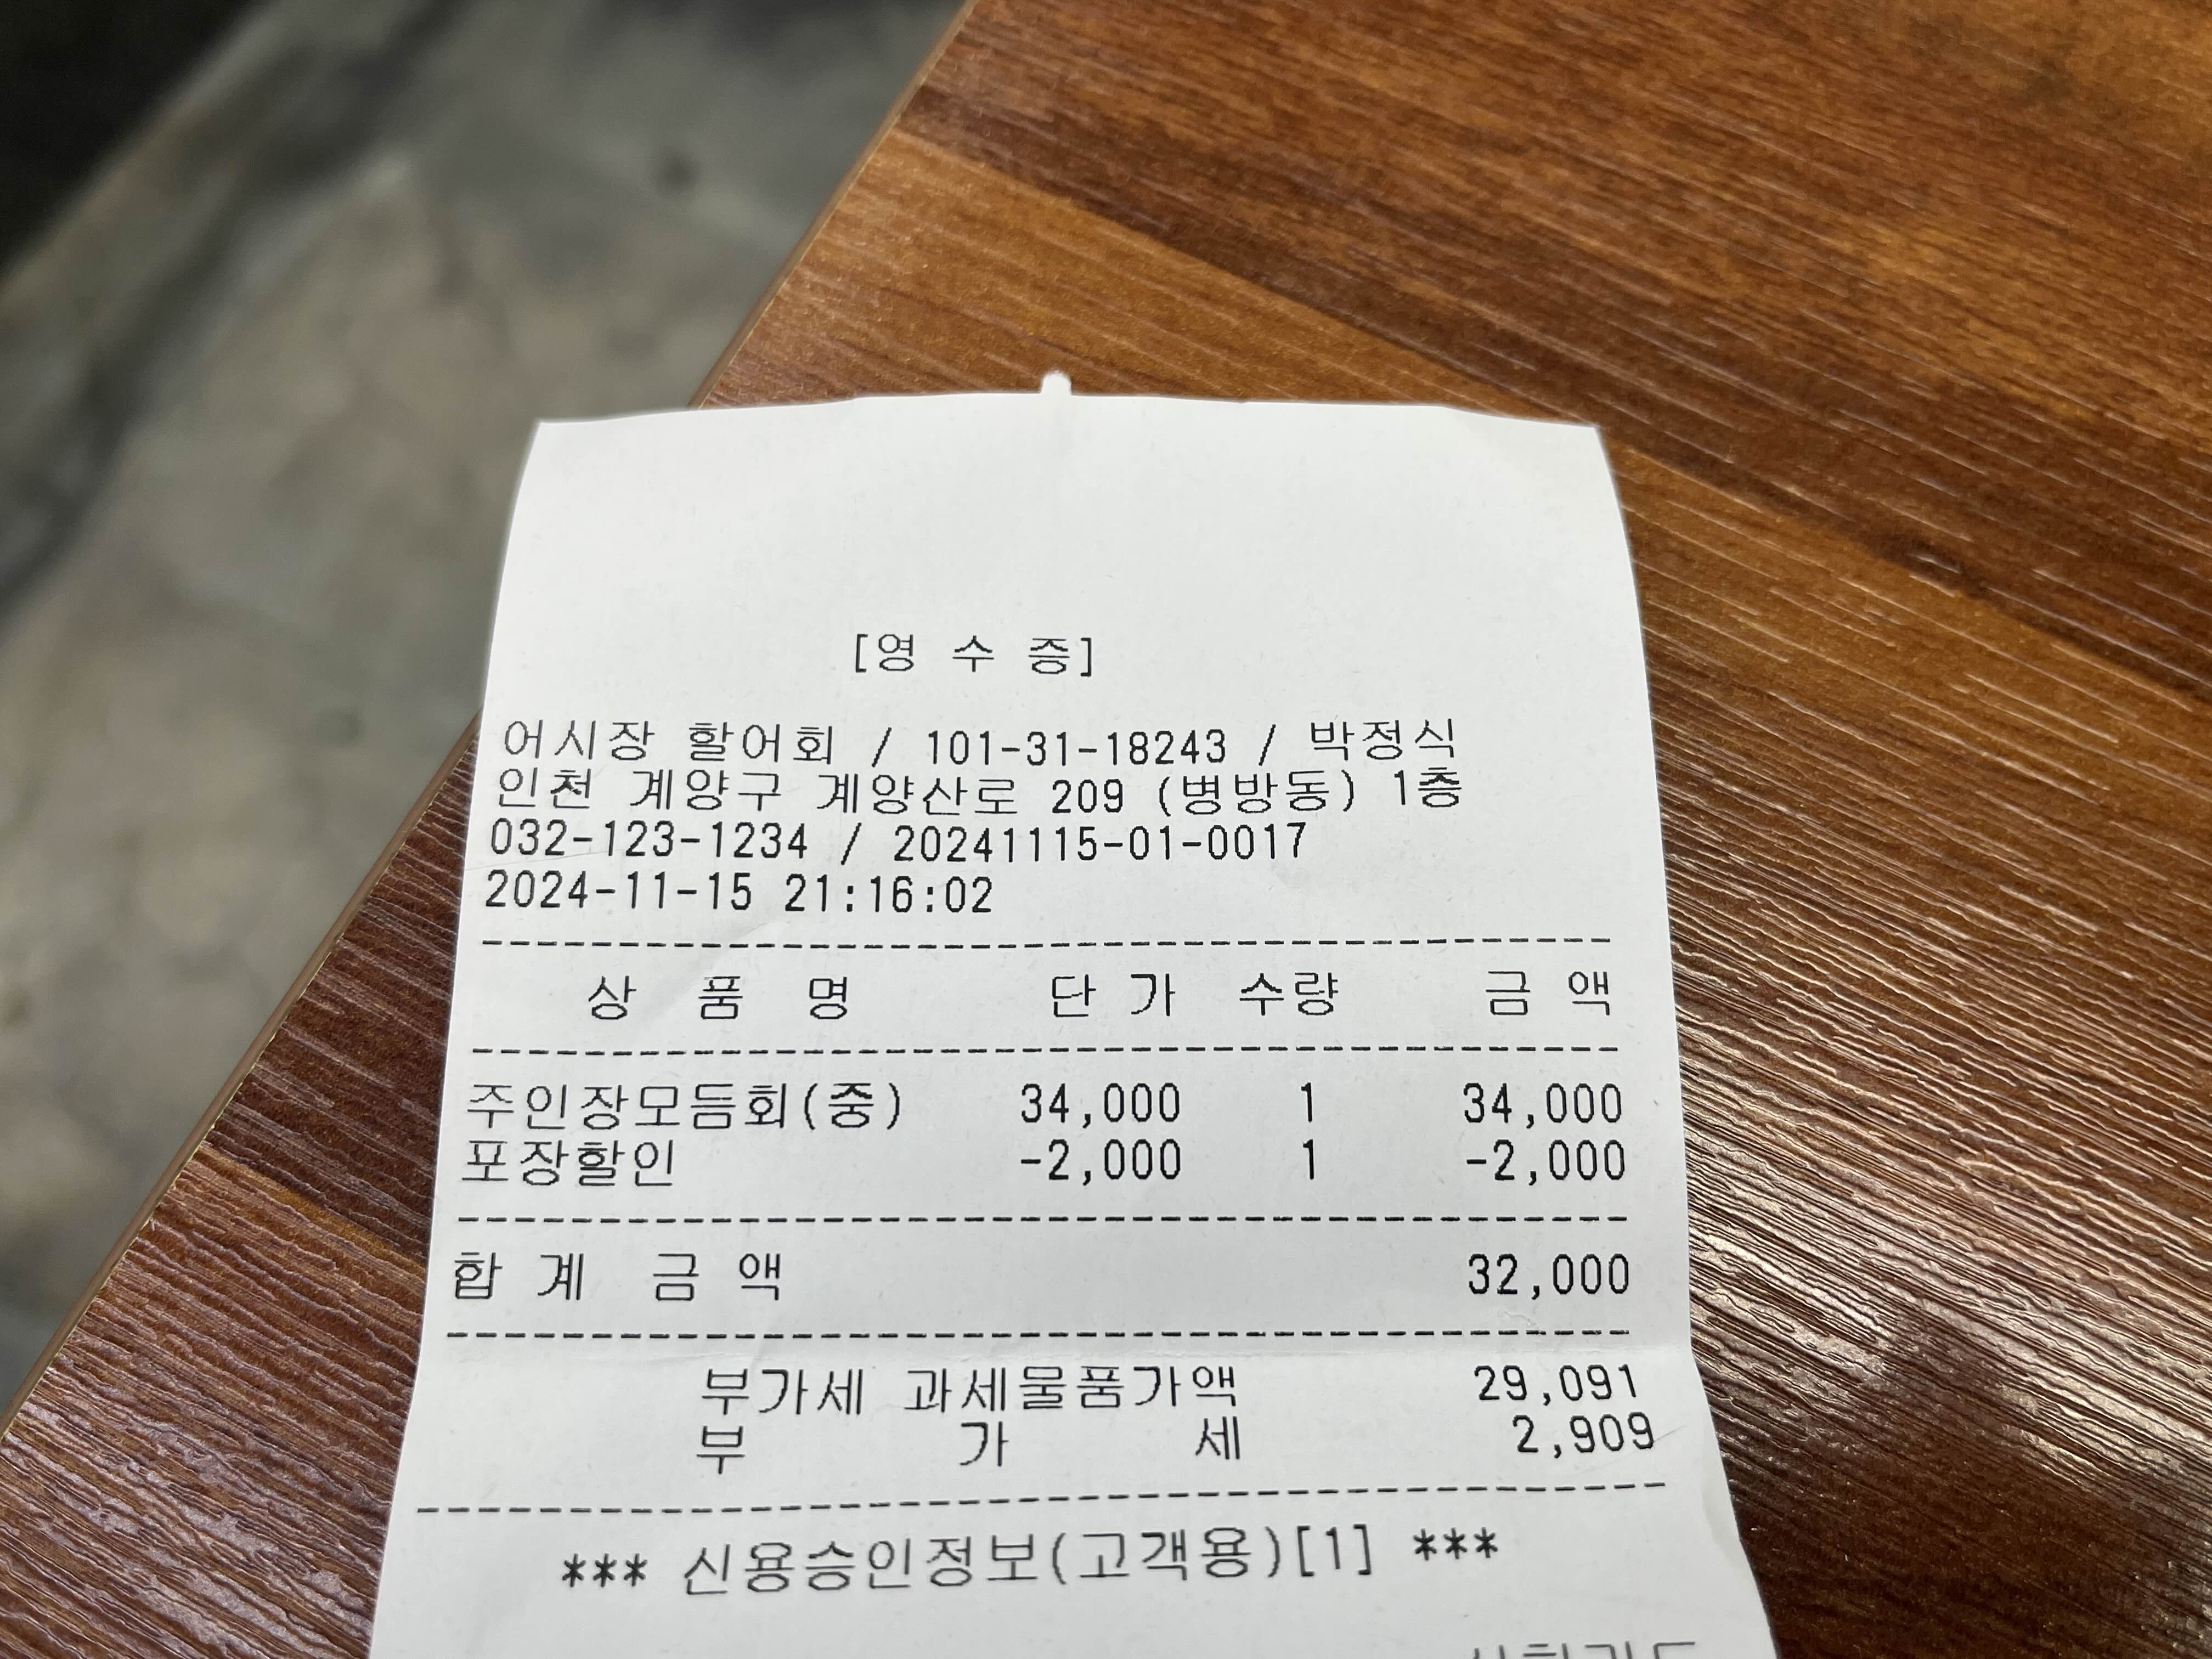 [영 수 증]
어시장 할어회 / 101-31-18243 / 박정식
인천 계양구 계양산로 209 (병방동) 1층
032-123-1234 / 20241115-01-0017
2024-11-15 21:16:02
상 품 명 단 가 수량 금 액
주인장모듬회(중) 34,000 1 34,000
포장할인 -2,000 1 -2,000
합 계 금 액 32,000
부가세 과세물품가액 29,091
부 가 세 2,909
*** 신용승인정보(고객용)[1] ***